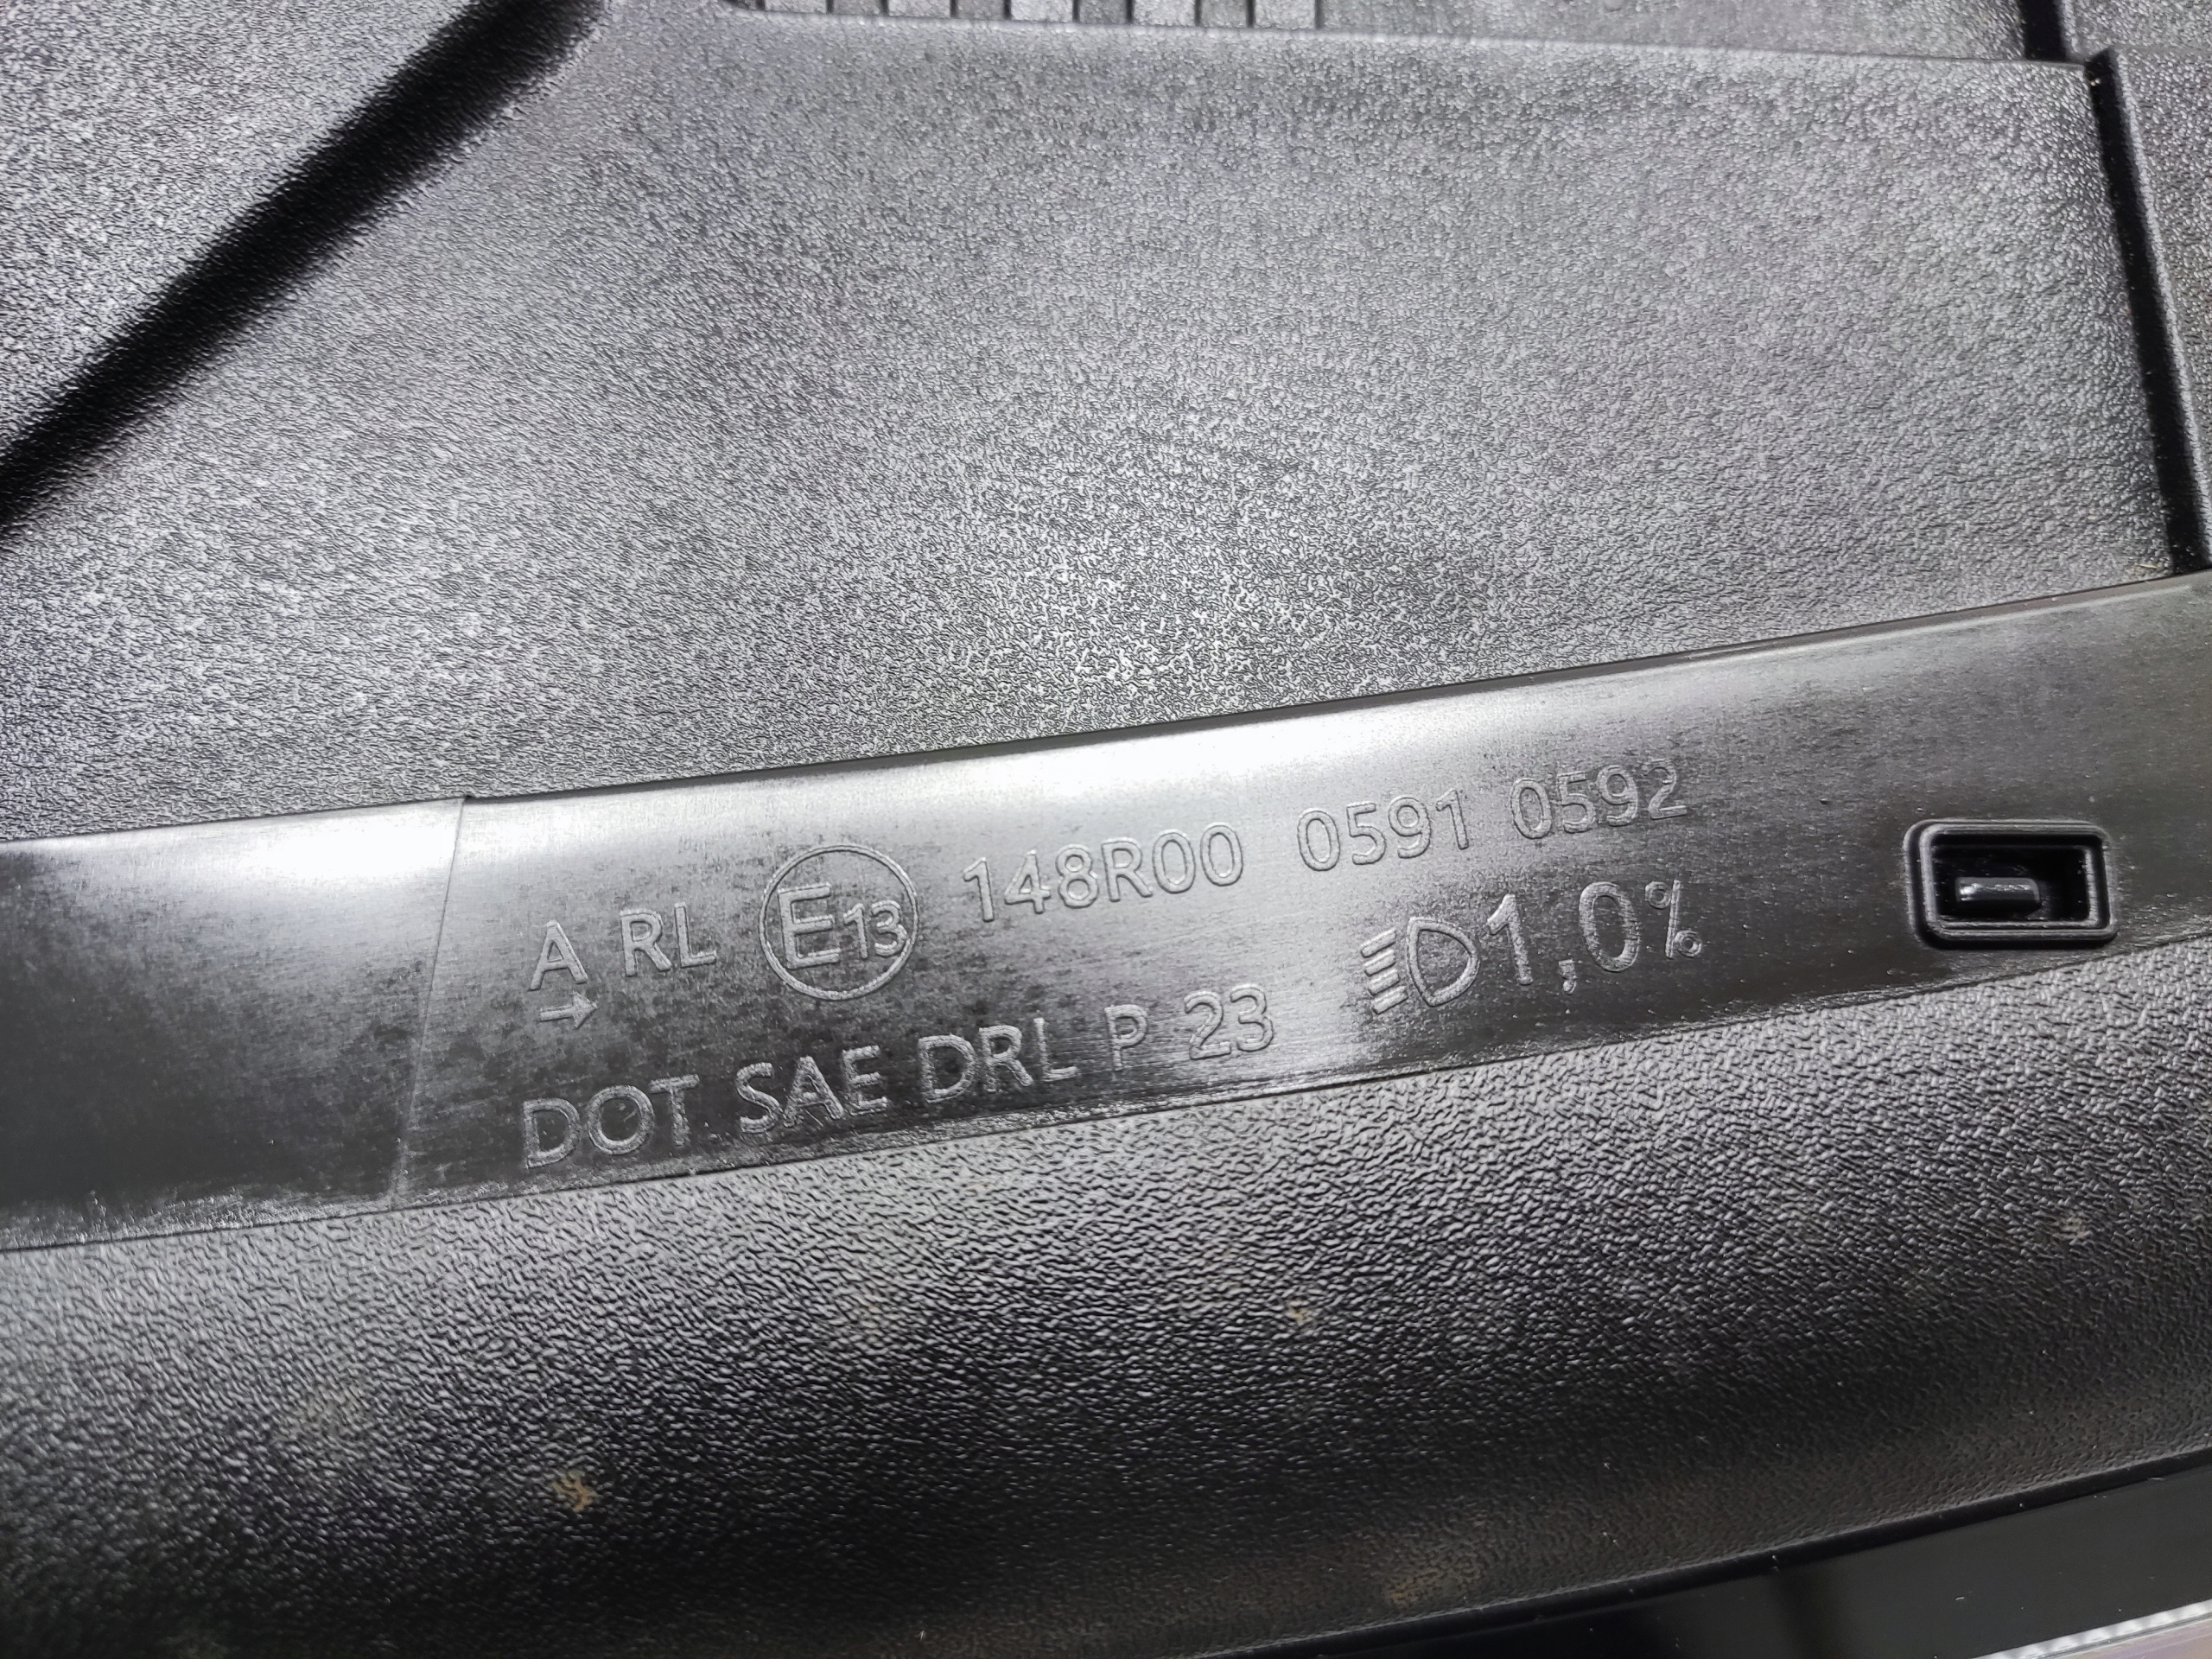 A RL E13 148R00 0591 0592
→ 1,0%
DOT SAE DRL P 23